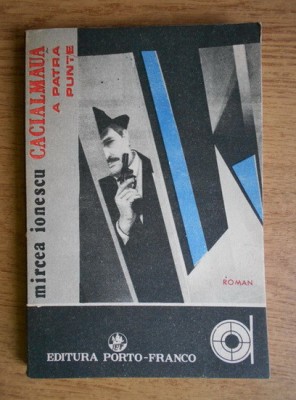 mircea ionescu
CACIALMAUA
A PATRA
PUNTE
ROMAN
EDITURA PORTO-FRANCO